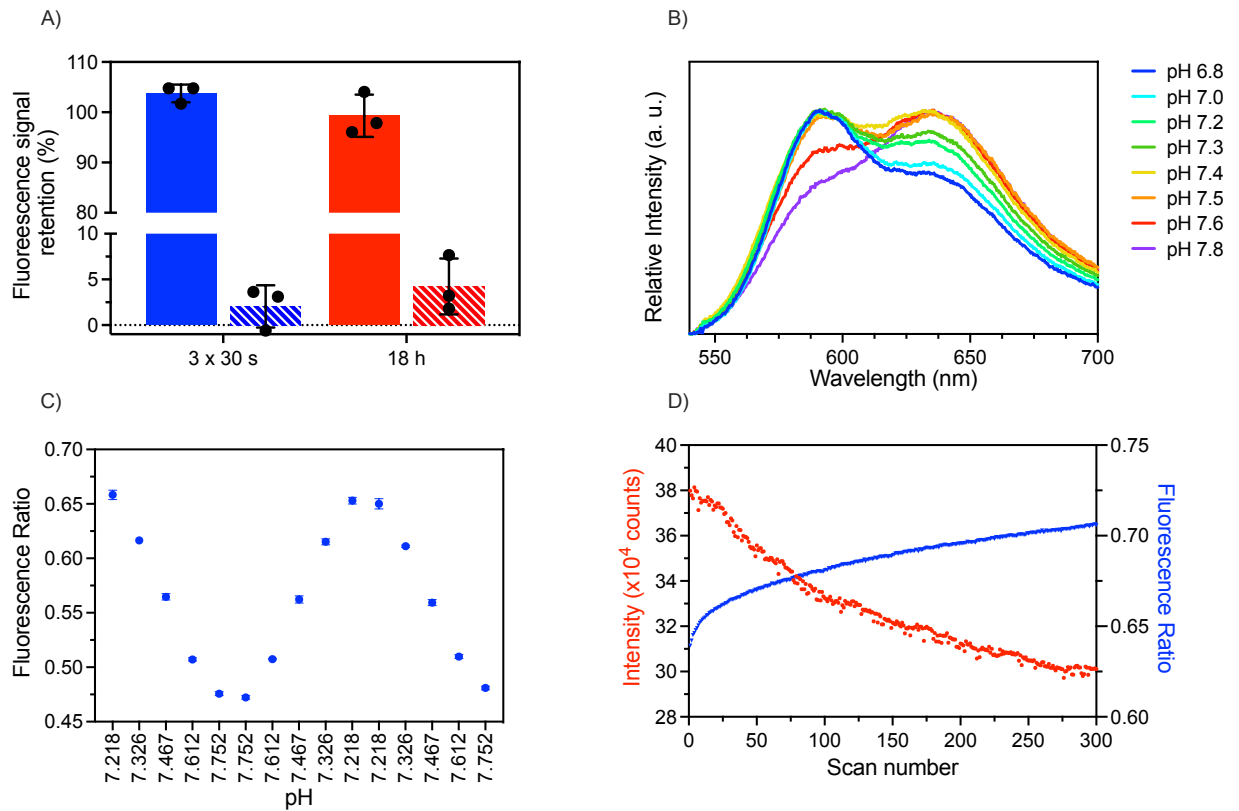 A)
Fluoreescence signal
retention (%)
110
100
90
80
10
5
0
3 x 30 s
18 h
B)
Relative Intensity (a. u.)
550
600
650
700
Wavelength (nm)
pH 6.8
pH 7.0
pH 7.2
pH 7.3
pH 7.4
pH 7.5
pH 7.6
pH 7.8
C)
Fluorescence Ratio
0.70
0.65
0.60
0.55
0.50
0.45
7.218
7.326
7.467
7.612
7.752
7.752
7.612
7.467
7.326
7.218
7.218
7.326
7.467
7.612
7.752
pH
D)
Intensity (x10⁴ counts)
40
38
36
34
32
30
28
0
50
100
150
200
250
300
Scan number
0.75
0.70
0.65
0.60
Fluorescence Ratio